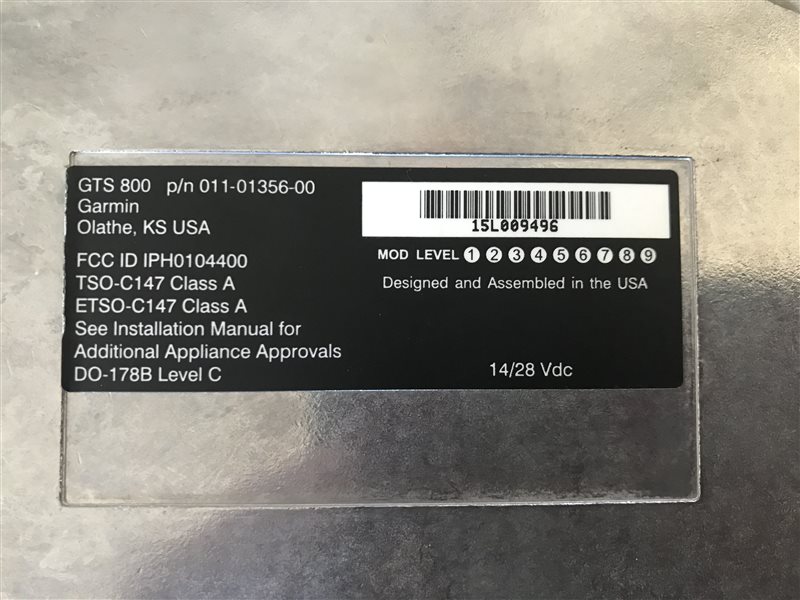 GTS 800 p/n 011-01356-00
Garmin
Olathe, KS USA
FCC ID IPH0104400
TSO-C147 Class A
ETSO-C147 Class A
See Installation Manual for
Additional Appliance Approvals
DO-178B Level C
15L009496
MOD LEVEL 1 2 3 4 5 6 7 8 9
Designed and Assembled in the USA
14/28 Vdc